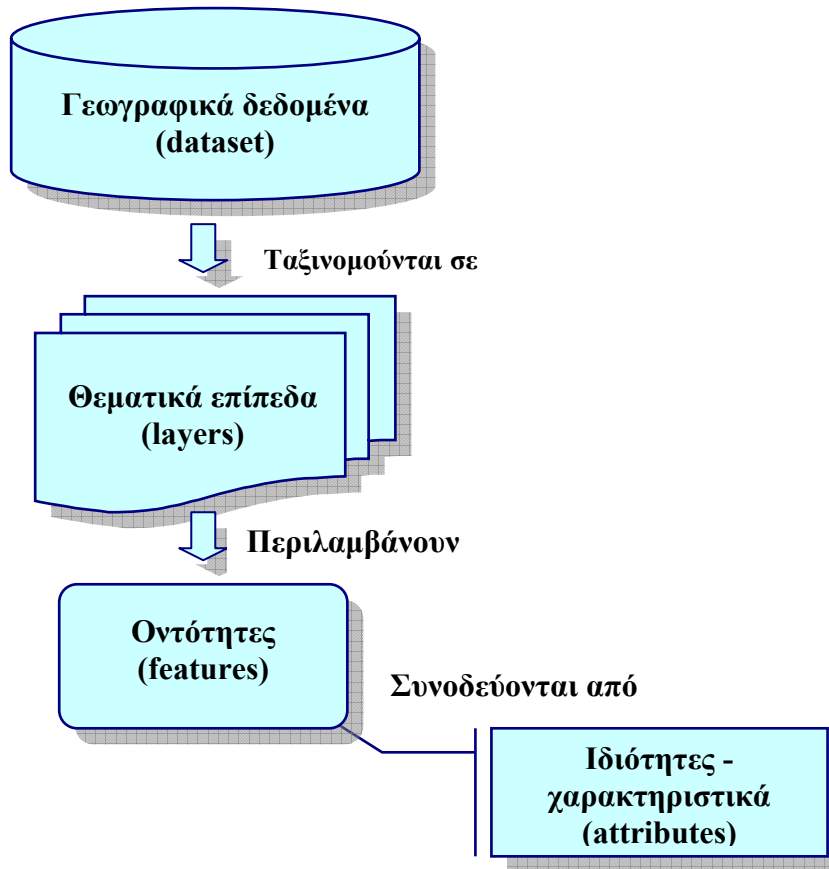 Γεωγραφικά δεδομένα
(dataset)
Ταξινομούνται σε
Θεματικά επίπεδα
(layers)
Περιλαμβάνουν
Οντότητες
(features)
Συνοδεύονται από
Ιδιότητες -
χαρακτηριστικά
(attributes)